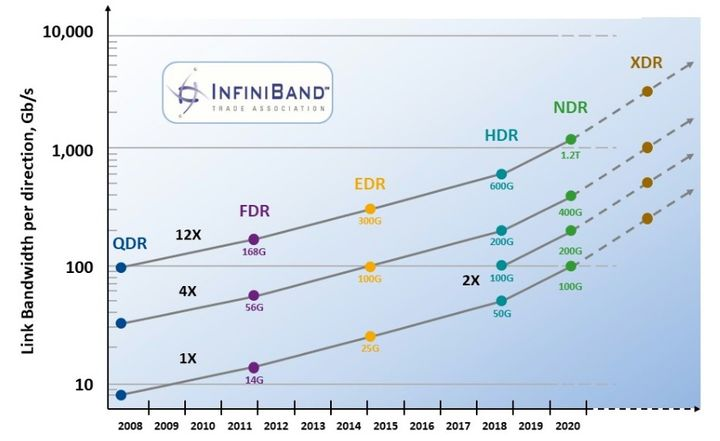 10,000
1,000
100
10
Link Bandwidth per direction, Gb/s
INFINIBAND™
TRADE ASSOCIATION
XDR
NDR
1.2T
HDR
600G
EDR
300G
FDR
168G
QDR
12X
400G
200G
100G
56G
4X
200G
100G
2X
100G
50G
25G
14G
1X
2008 2009 2010 2011 2012 2013 2014 2015 2016 2017 2018 2019 2020